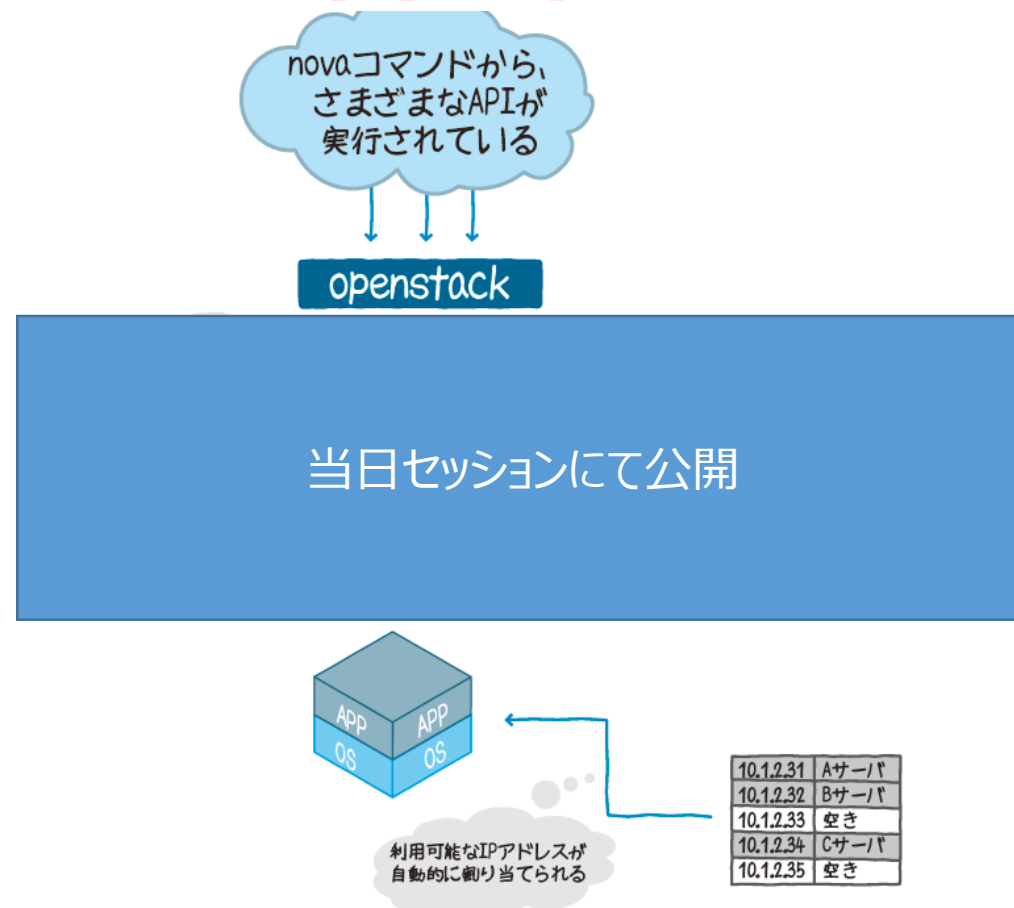 novaコマンドから、
さまざまなAPIが
実行されている
openstack
当日セッションにて公開
APP APP
OS OS
10.1.2.31 Aサーバ
10.1.2.32 Bサーバ
10.1.2.33 空き
10.1.2.34 Cサーバ
10.1.2.35 空き
利用可能なIPアドレスが
自動的に割り当てられる